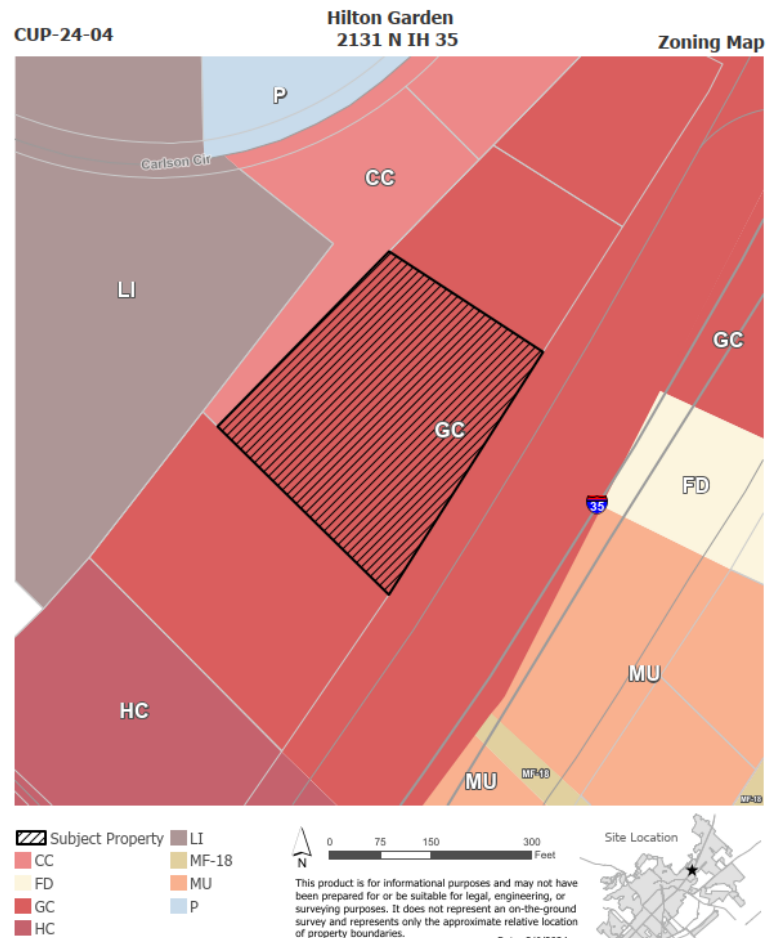 Hilton Garden
CUP-24-04
2131 N IH 35
Zoning Map
P
Carlson Cir
CC
LI
GC
GC
FD
35
MU
HC
MU
MF-18
MF-18
Subject Property
CC
FD
GC
HC
LI
MF-18
MU
P
N
0 75 150 300
Feet
This product is for informational purposes and may not have
been prepared for or be suitable for legal, engineering, or
surveying purposes. It does not represent an on-the-ground
survey and represents only the approximate relative location
of property boundaries.
Site Location